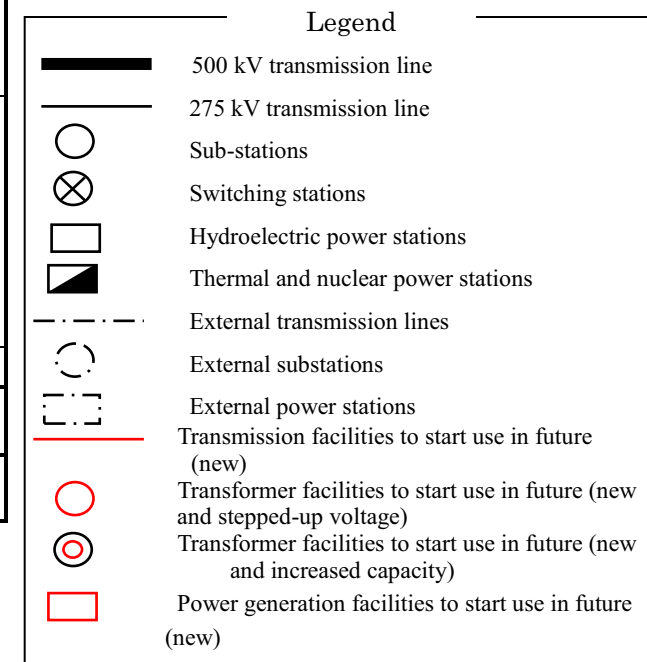 Legend
500 kV transmission line
275 kV transmission line
Sub-stations
Switching stations
Hydroelectric power stations
Thermal and nuclear power stations
External transmission lines
External substations
External power stations
Transmission facilities to start use in future
(new)
Transformer facilities to start use in future (new
and stepped-up voltage)
Transformer facilities to start use in future (new
and increased capacity)
Power generation facilities to start use in future
(new)